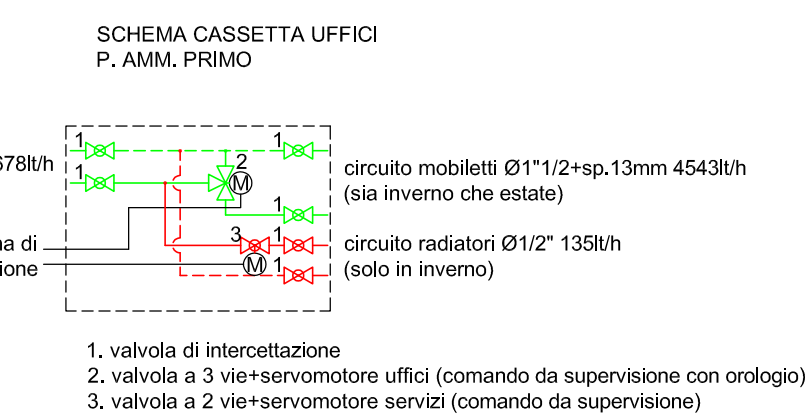 SCHEMA CASSETTA UFFICI
P. AMM. PRIMO
1
1
2
678lt/h
1
M
circuito mobiletti Ø1"1/2+sp.13mm 4543lt/h
(sia inverno che estate)
1
3
1
circuito radiatori Ø1/2" 135lt/h
(solo in inverno)
M
1
1. valvola di intercettazione
2. valvola a 3 vie+servomotore uffici (comando da supervisione con orologio)
3. valvola a 2 vie+servomotore servizi (comando da supervisione)